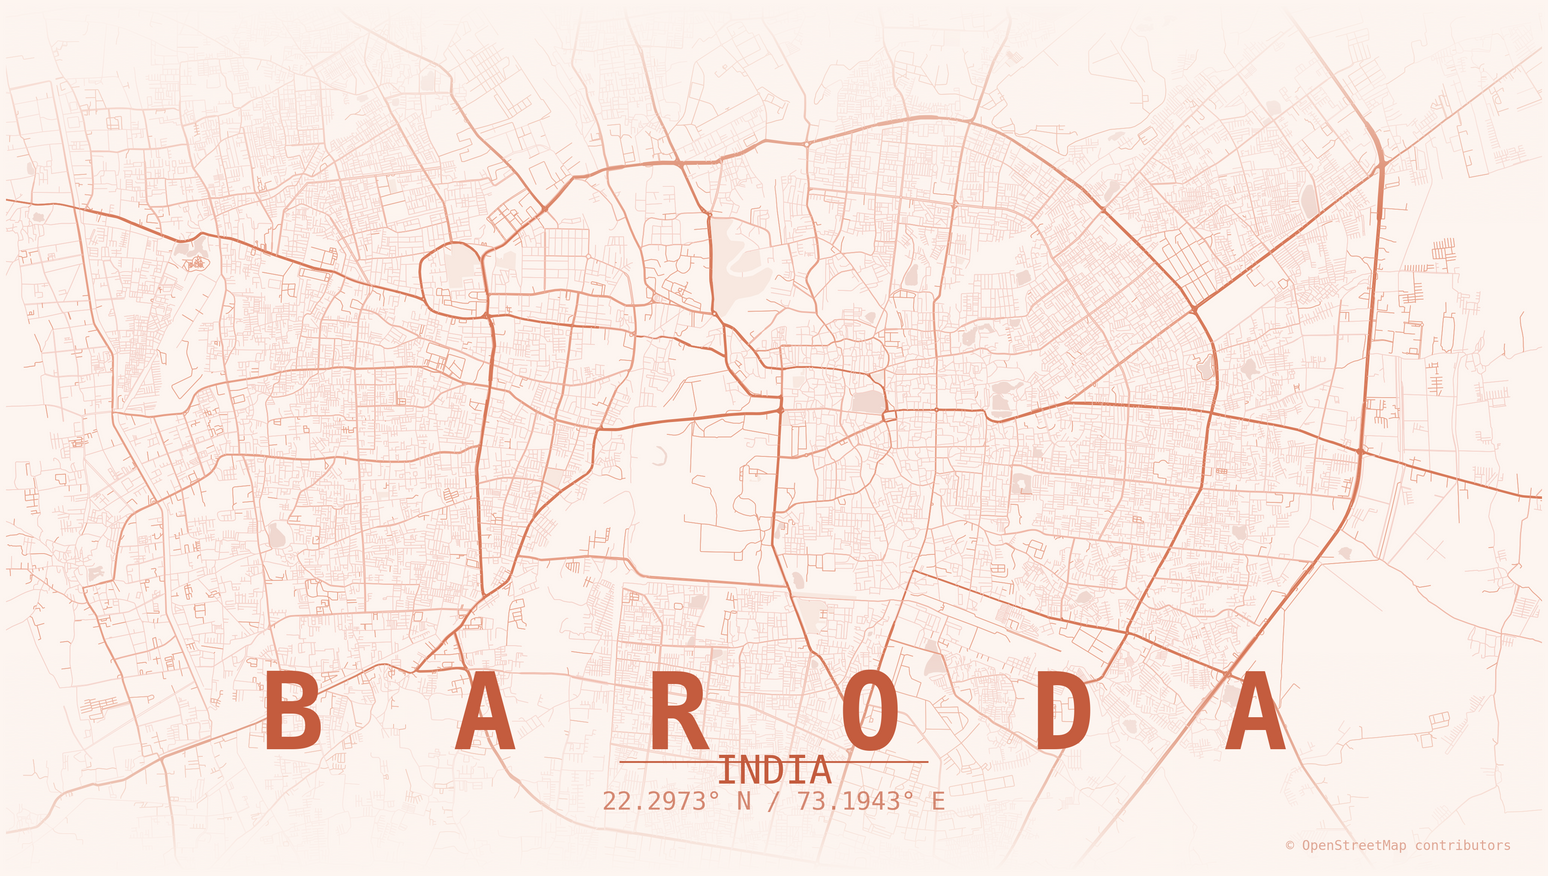 B A R O D A
INDIA
22.2973° N / 73.1943° E
© OpenStreetMap contributors